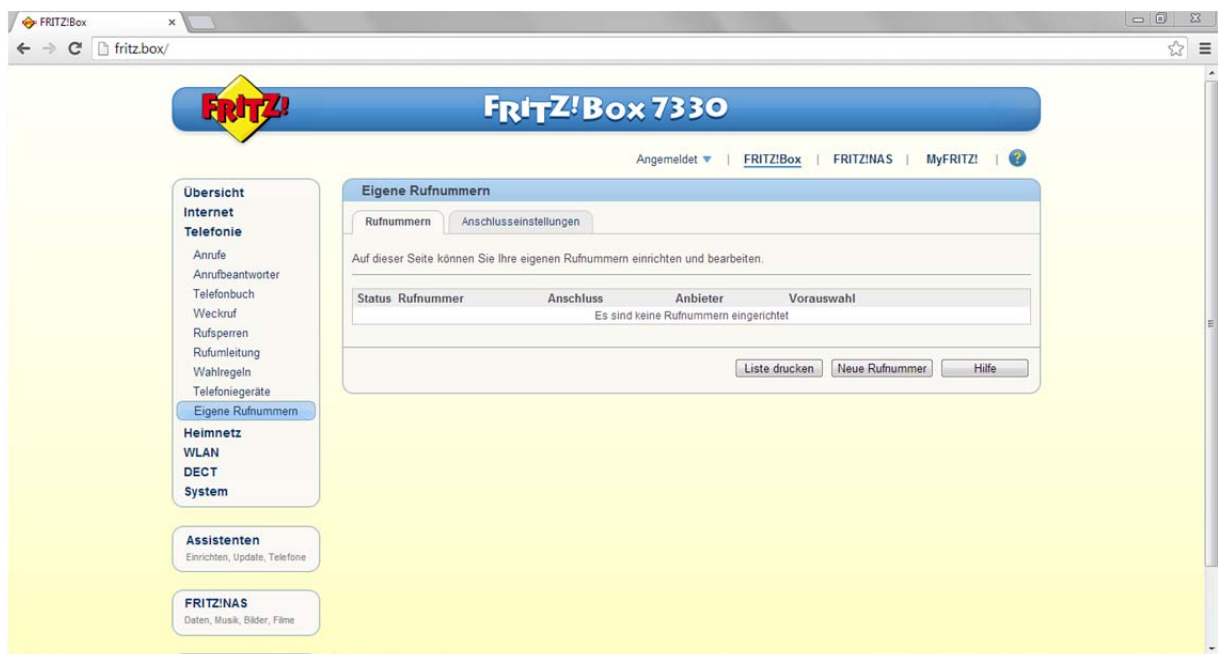 FRITZ!Box
fritz.box/
FRITZ!
FRITZ!Box 7330
Angemeldet | FRITZ!Box | FRITZ!NAS | MyFRITZ! | ?
Übersicht
Internet
Telefonie
Anrufe
Anrufbeantworter
Telefonbuch
Weckruf
Rufsperren
Rufumleitung
Wahlregeln
Telefoniegeräte
Eigene Rufnummern
Heimnetz
WLAN
DECT
System
Assistenten
Einrichten, Update, Telefone
FRITZ!NAS
Daten, Musik, Bilder, Filme
Eigene Rufnummern
Rufnummern Anschlusseinstellungen
Auf dieser Seite können Sie Ihre eigenen Rufnummern einrichten und bearbeiten.
Status Rufnummer Anschluss Anbieter Vorauswahl
Es sind keine Rufnummern eingerichtet
Liste drucken Neue Rufnummer Hilfe